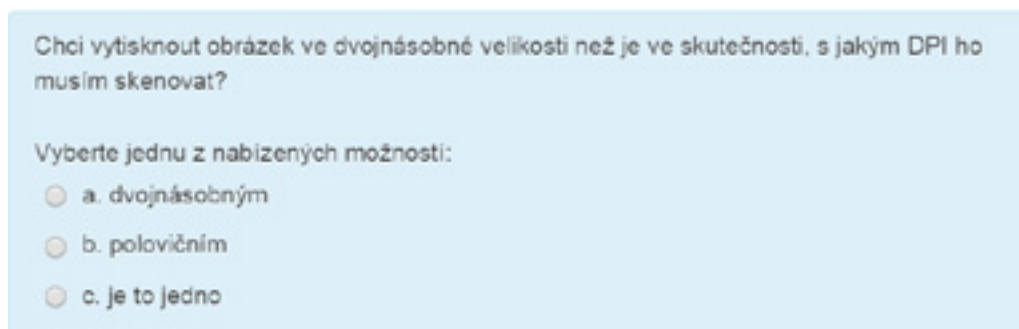 Chci vytisknout obrázek ve dvojnásobné velikosti než je ve skutečnosti, s jakým DPI ho
musím skenovat?
Vyberte jednu z nabízených možností:
a. dvojnásobným
b. polovičním
c. je to jedno